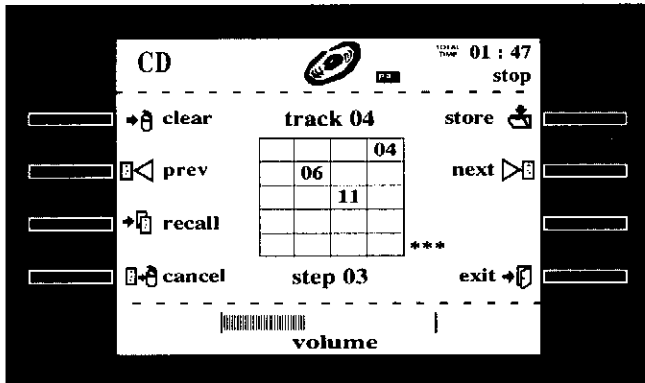 CD
TOTAL TIME 01 : 47
stop
clear track 04 store
04
prev 06 next
11
recall
***
cancel step 03 exit
volume